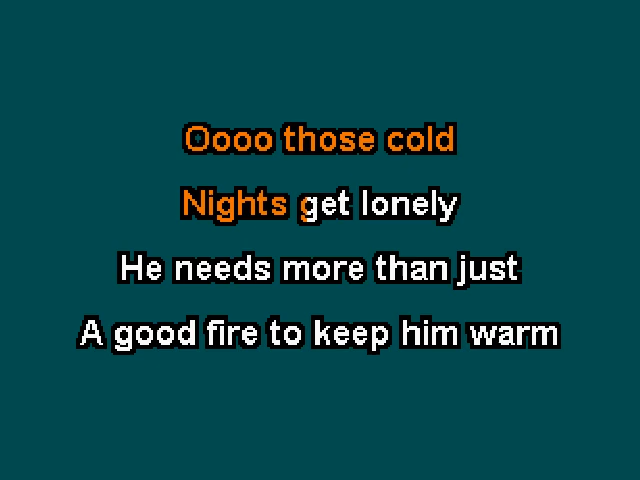 Oooo those cold
Nights get lonely
He needs more than just
A good fire to keep him warm